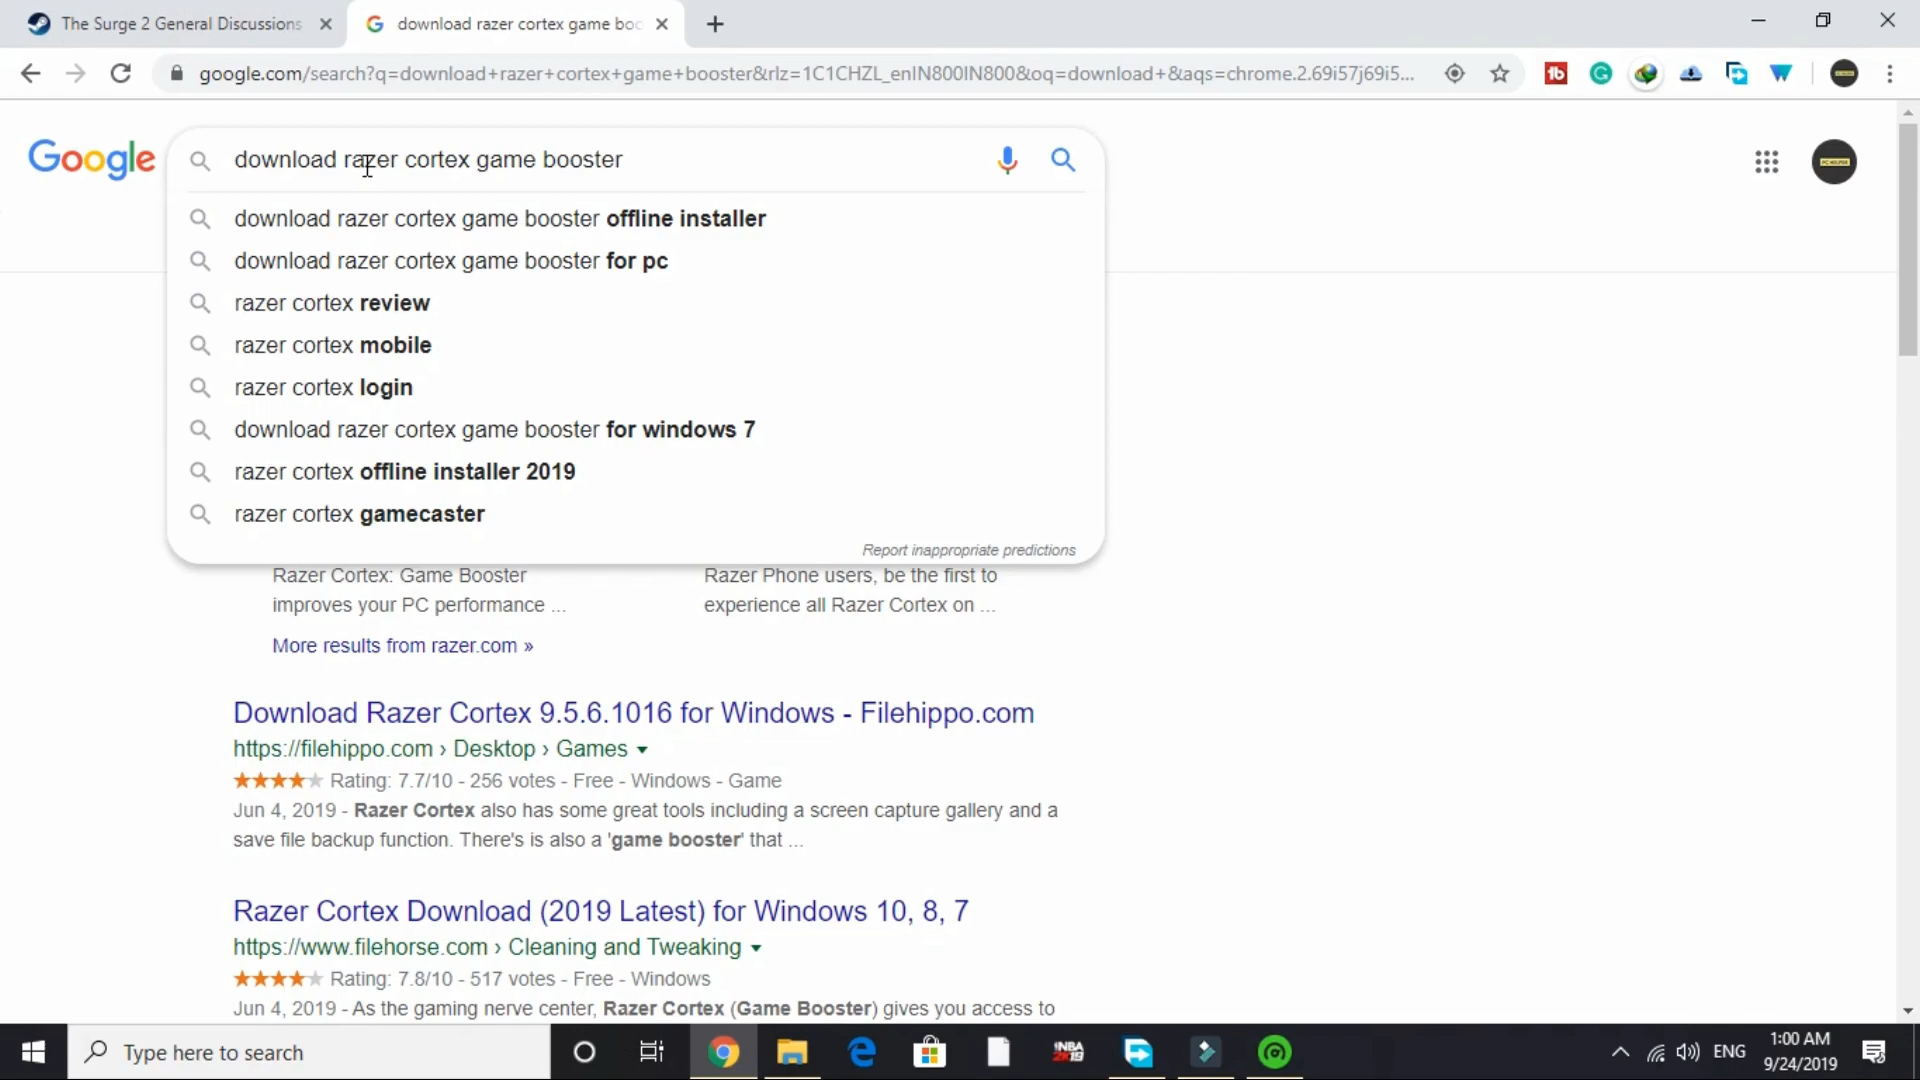 The Surge 2 General Discussions
download razer cortex game boo
google.com/search?q=download+razer+cortex+game+booster&rlz=1C1CHZL_enIN800IN800&oq=download+&aqs=chrome.2.69i57j69i5...
Google
download razer cortex game booster
download razer cortex game booster offline installer
download razer cortex game booster for pc
razer cortex review
razer cortex mobile
razer cortex login
download razer cortex game booster for windows 7
razer cortex offline installer 2019
razer cortex gamecaster
Report inappropriate predictions
Razer Cortex: Game Booster
improves your PC performance ...
Razer Phone users, be the first to
experience all Razer Cortex on ...
More results from razer.com »
Download Razer Cortex 9.5.6.1016 for Windows - Filehippo.com
https://filehippo.com › Desktop › Games
Rating: 7.7/10 - 256 votes - Free - Windows - Game
Jun 4, 2019 - Razer Cortex also has some great tools including a screen capture gallery and a
save file backup function. There's is also a 'game booster' that ...
Razer Cortex Download (2019 Latest) for Windows 10, 8, 7
https://www.filehorse.com › Cleaning and Tweaking
Rating: 7.8/10 - 517 votes - Free - Windows
Jun 4, 2019 - As the gaming nerve center, Razer Cortex (Game Booster) gives you access to
Type here to search
NBA
2K19
ENG
1:00 AM
9/24/2019